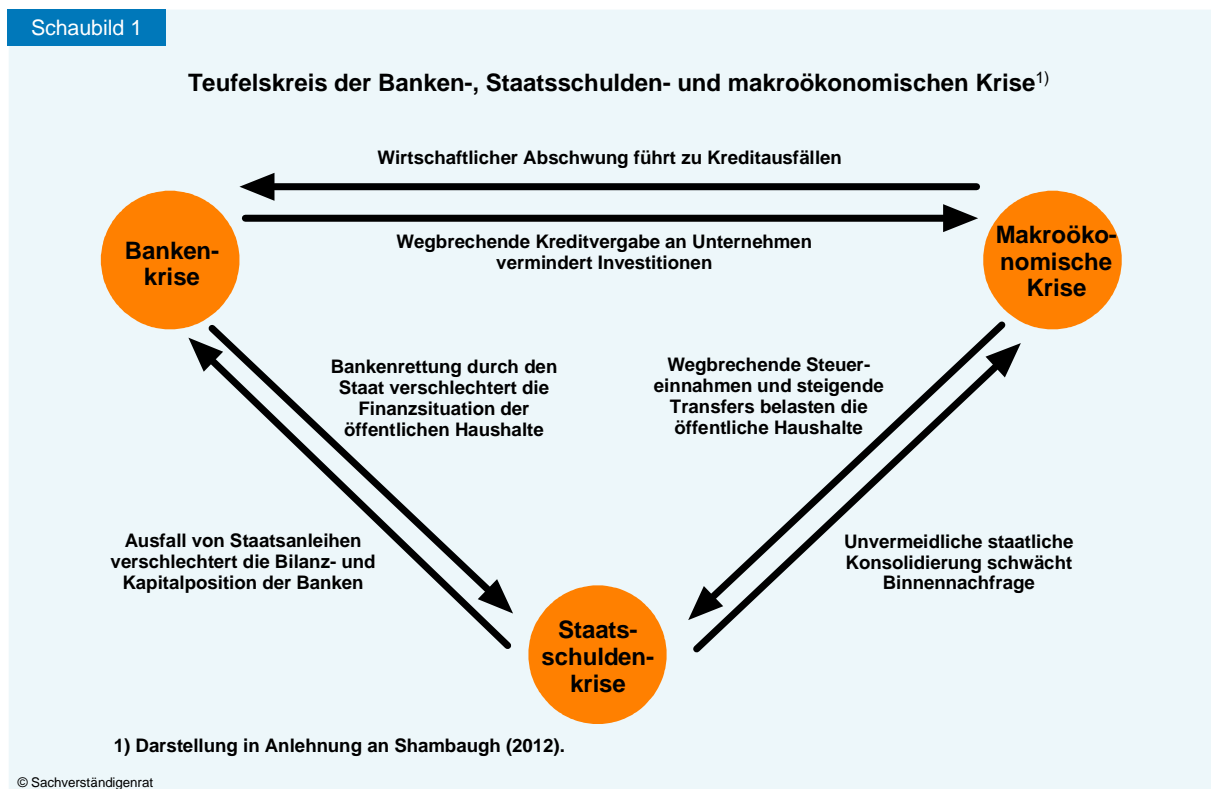 Schaubild 1
Teufelskreis der Banken-, Staatsschulden- und makroökonomischen Krise1)
Wirtschaftlicher Abschwung führt zu Kreditausfällen
Banken-
krise
Wegbrechende Kreditvergabe an Unternehmen
vermindert Investitionen
Makroöko-
nomische
Krise
Bankenrettung durch den
Staat verschlechtert die
Finanzsituation der
öffentlichen Haushalte
Wegbrechende Steuer-
einnahmen und steigende
Transfers belasten die
öffentliche Haushalte
Ausfall von Staatsanleihen
verschlechtert die Bilanz- und
Kapitalposition der Banken
Unvermeidliche staatliche
Konsolidierung schwächt
Binnennachfrage
Staats-
schulden-
krise
1) Darstellung in Anlehnung an Shambaugh (2012).
© Sachverständigenrat